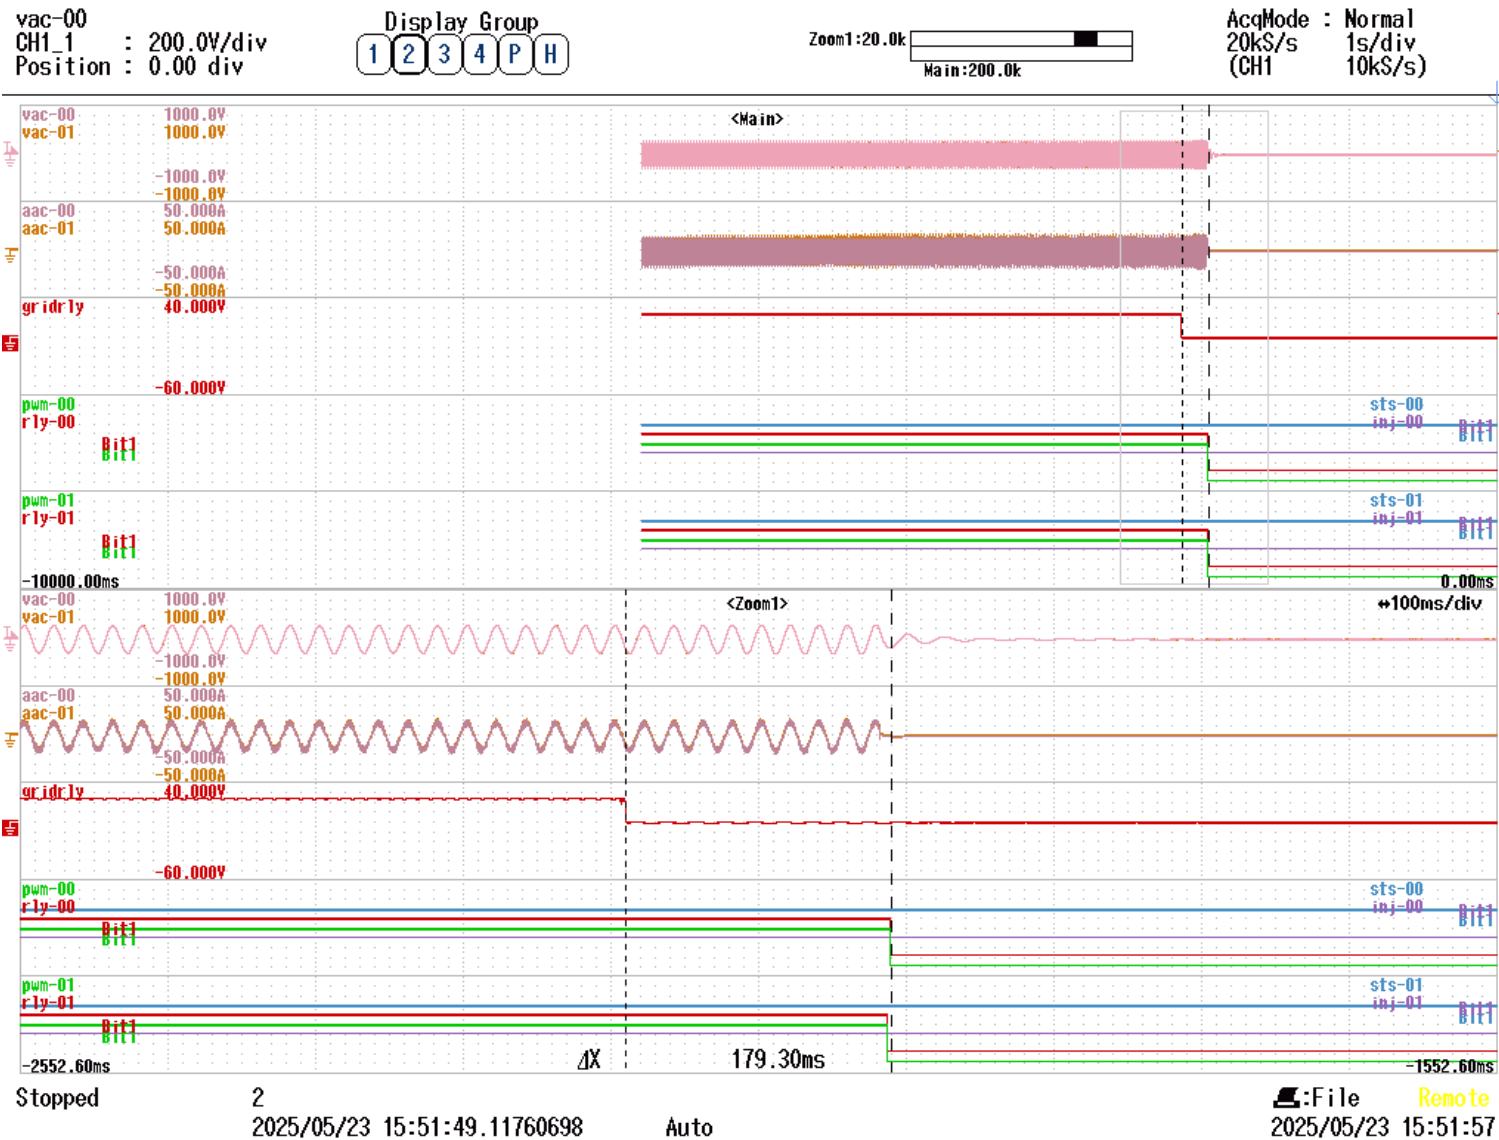 vac-00
CH1_1 : 200.0V/div
Position : 0.00 div
Display Group
1 2 3 4 P H
Zoom1:20.0k
Main:200.0k
AcqMode : Normal
20kS/s 1s/div
(CH1 10kS/s)
<Main>
vac-00 1000.0V
vac-01 1000.0V
-1000.0V
-1000.0V
aac-00 50.000A
aac-01 50.000A
-50.000A
-50.000A
gridrly 40.000V
-60.000V
pwm-00 sts-00
rly-00 inj-00 Bit1
Bit1 Bit1
Bit1
pwm-01 sts-01
rly-01 inj-01 Bit1
Bit1 Bit1
Bit1
-10000.00ms 0.00ms
<Zoom1> ↔100ms/div
vac-00 1000.0V
vac-01 1000.0V
-1000.0V
-1000.0V
aac-00 50.000A
aac-01 50.000A
-50.000A
-50.000A
gridrly 40.000V
-60.000V
pwm-00 sts-00
rly-00 inj-00 Bit1
Bit1 Bit1
Bit1
pwm-01 sts-01
rly-01 inj-01 Bit1
Bit1 Bit1
Bit1
-2552.60ms ΔX 179.30ms -1552.60ms
Stopped 2 :File Remote
2025/05/23 15:51:49.11760698 Auto 2025/05/23 15:51:57